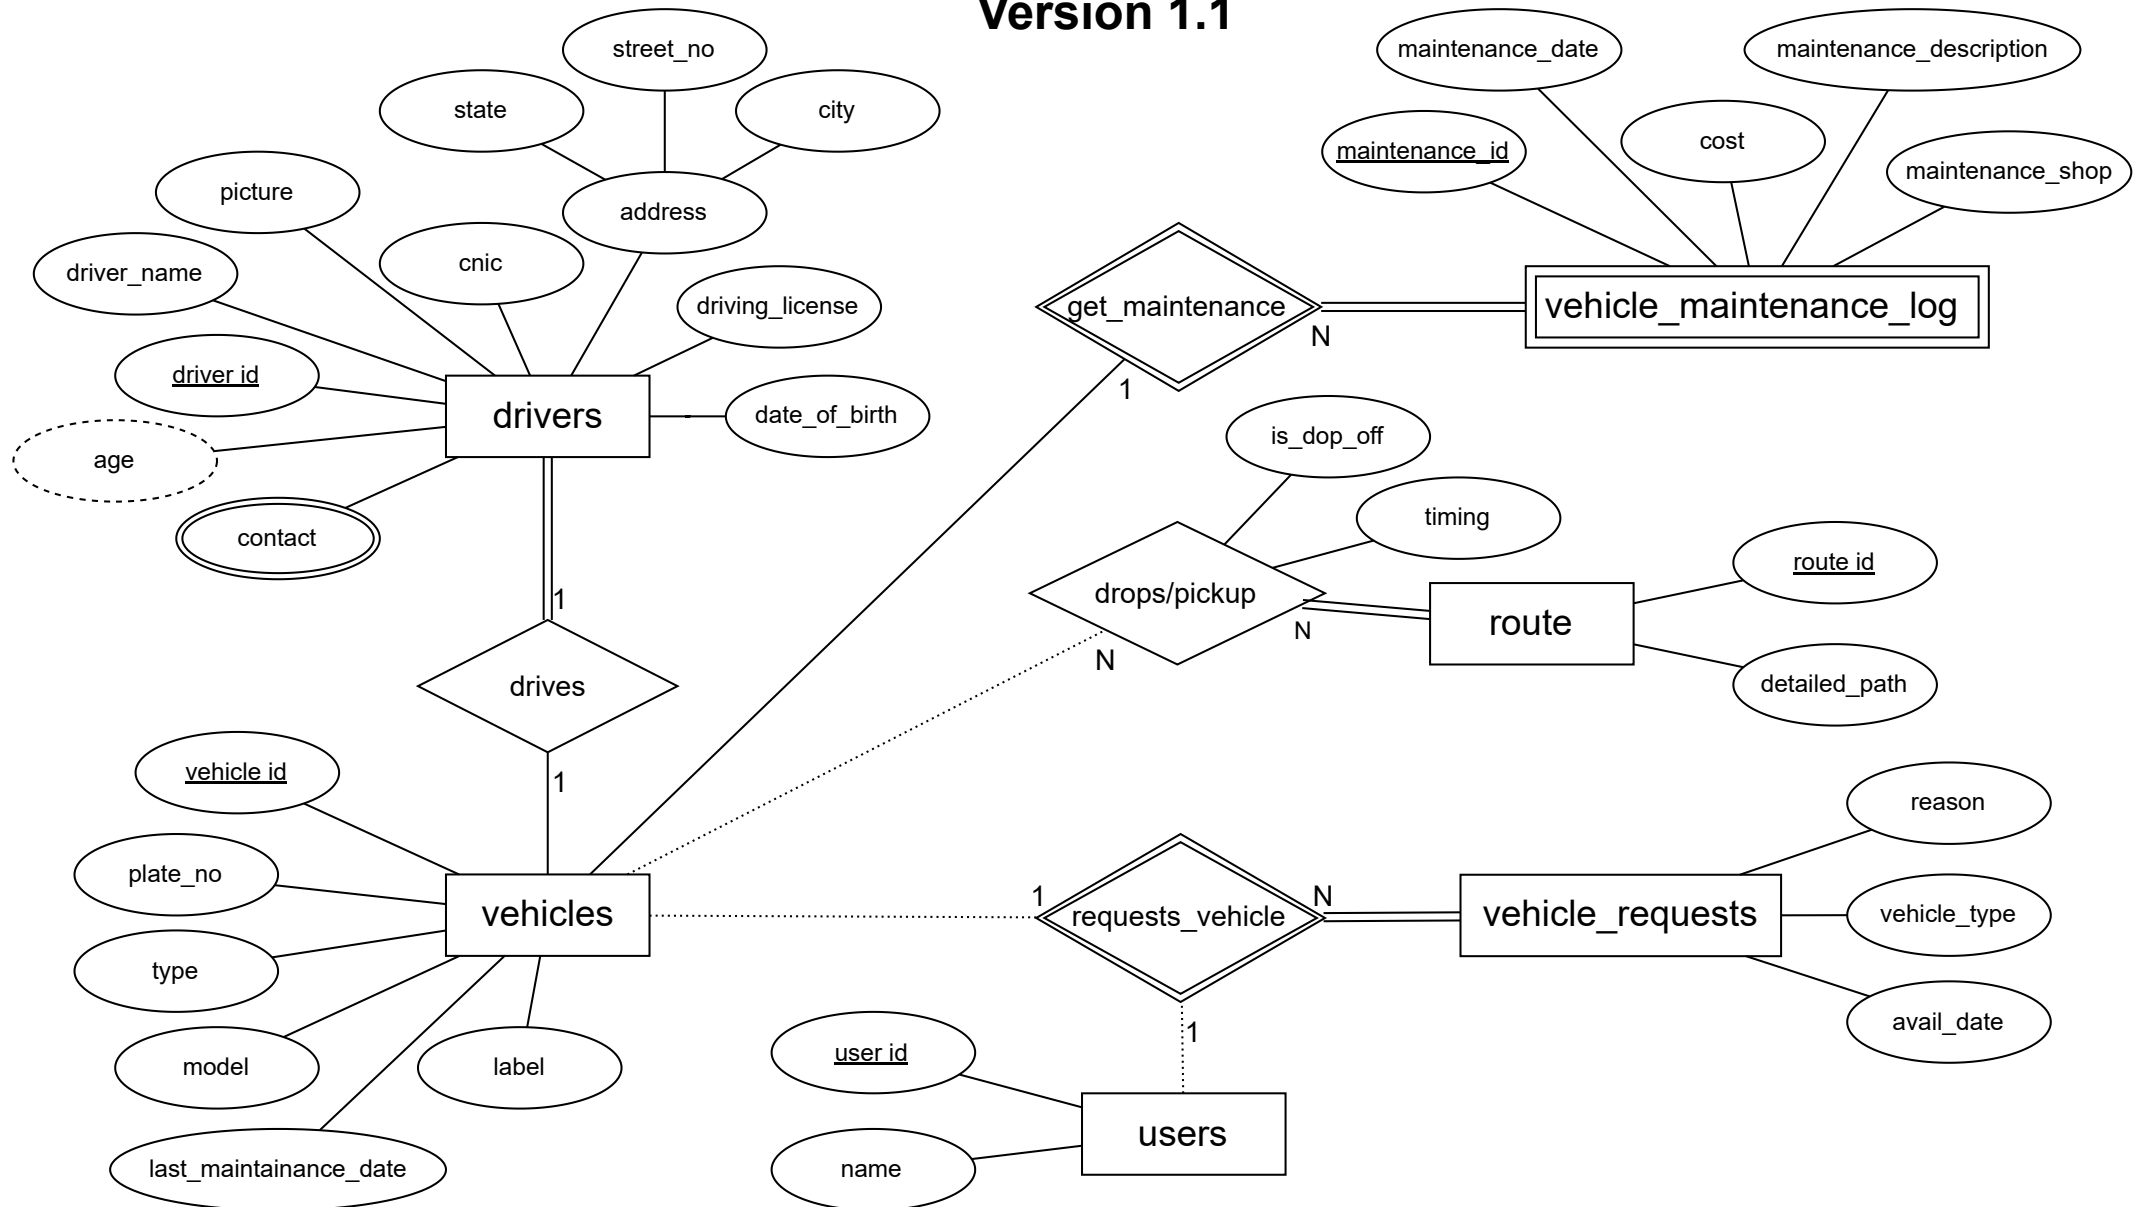 Version 1.1
street_no
maintenance_date
maintenance_description
state
city
cost
maintenance_id
maintenance_shop
picture
address
cnic
driver_name
driving_license
get_maintenance
vehicle_maintenance_log
N
driver id
1
drivers
date_of_birth
is_dop_off
age
timing
contact
route id
drops/pickup
1
route
N
N
drives
detailed_path
vehicle id
1
reason
plate_no
1
N
vehicles
requests_vehicle
vehicle_requests
vehicle_type
type
avail_date
1
user id
model
label
users
last_maintainance_date
name